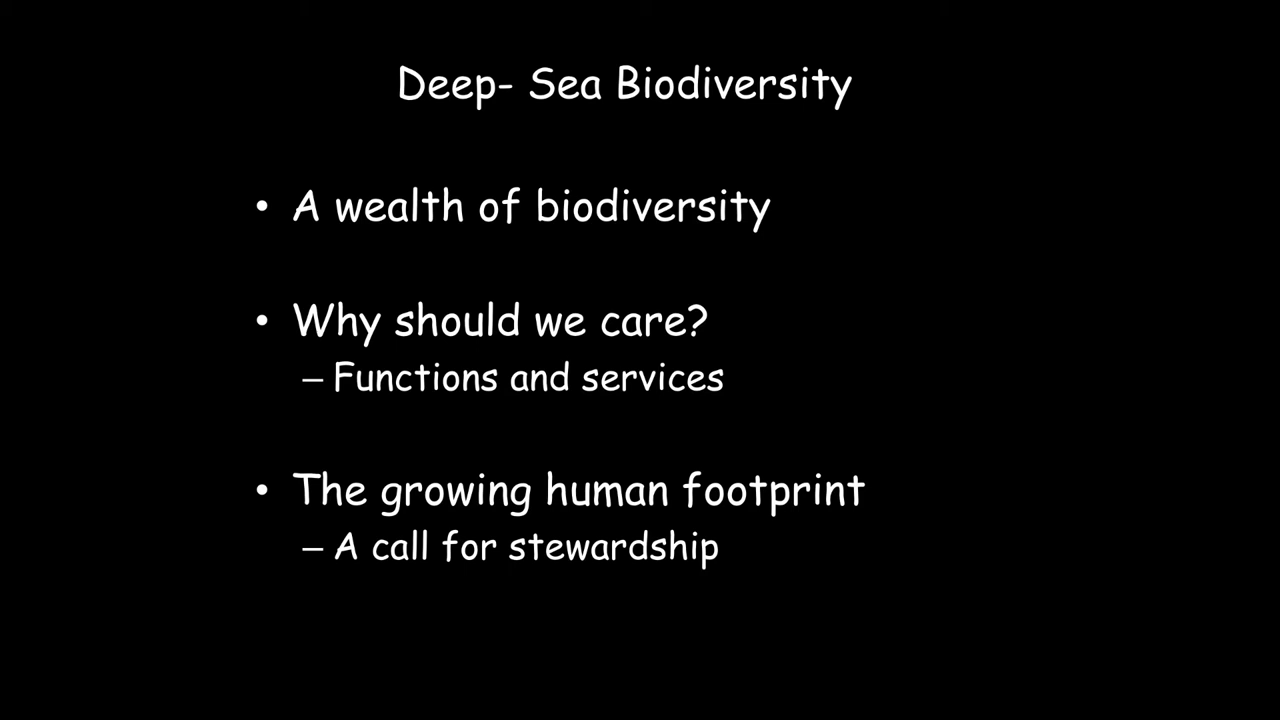 Deep- Sea Biodiversity
• A wealth of biodiversity
• Why should we care?
– Functions and services
• The growing human footprint
– A call for stewardship